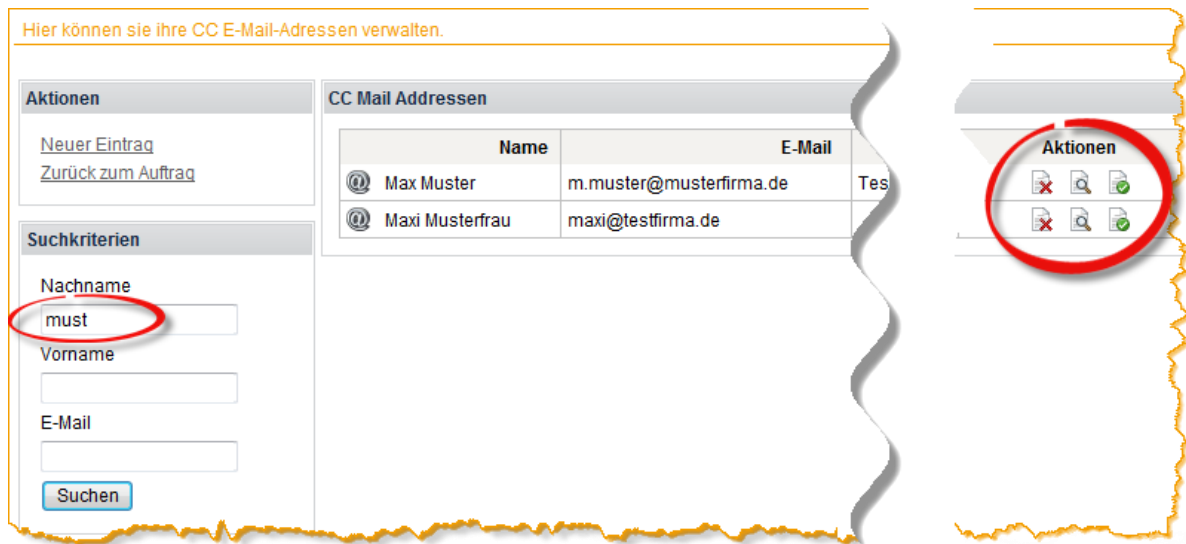 Hier können sie ihre CC E-Mail-Adressen verwalten.
Aktionen
Neuer Eintrag
Zurück zum Auftrag
Suchkriterien
Nachname
must
Vorname
E-Mail
Suchen
CC Mail Addressen
Name E-Mail Aktionen
Max Muster m.muster@musterfirma.de Tes
Maxi Musterfrau maxi@testfirma.de